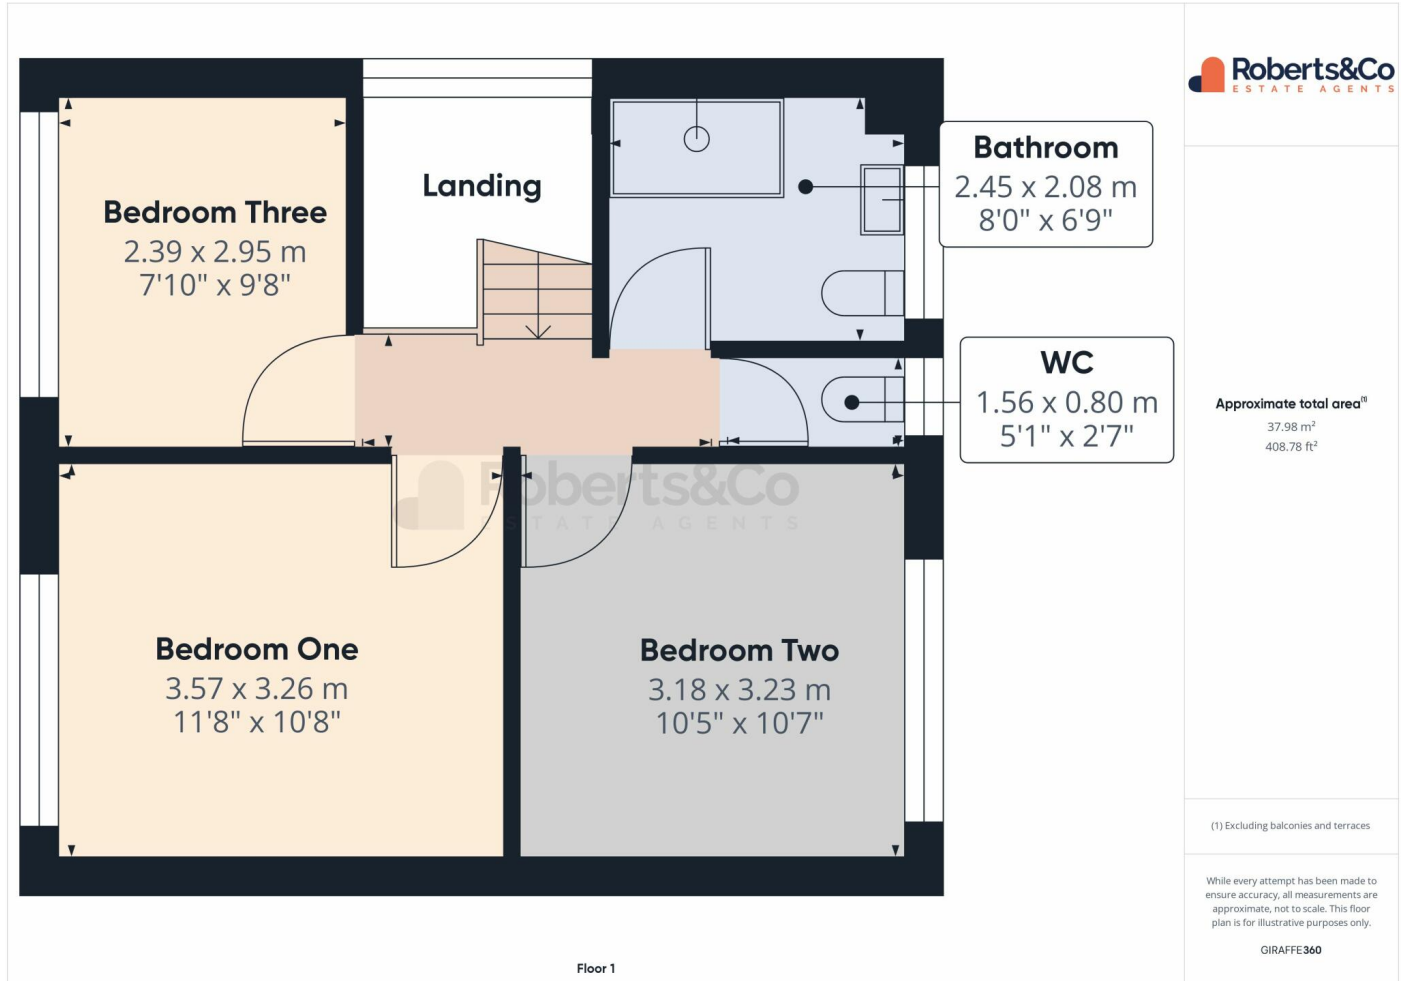 Roberts&Co
ESTATE AGENTS
Bedroom Three
2.39 x 2.95 m
7'10" x 9'8"
Landing
Bathroom
2.45 x 2.08 m
8'0" x 6'9"
WC
1.56 x 0.80 m
5'1" x 2'7"
Roberts&Co
ESTATE AGENTS
Bedroom One
3.57 x 3.26 m
11'8" x 10'8"
Bedroom Two
3.18 x 3.23 m
10'5" x 10'7"
Floor 1
Approximate total area⁽¹⁾
37.98 m²
408.78 ft²
(1) Excluding balconies and terraces
While every attempt has been made to
ensure accuracy, all measurements are
approximate, not to scale. This floor
plan is for illustrative purposes only.
GIRAFFE360